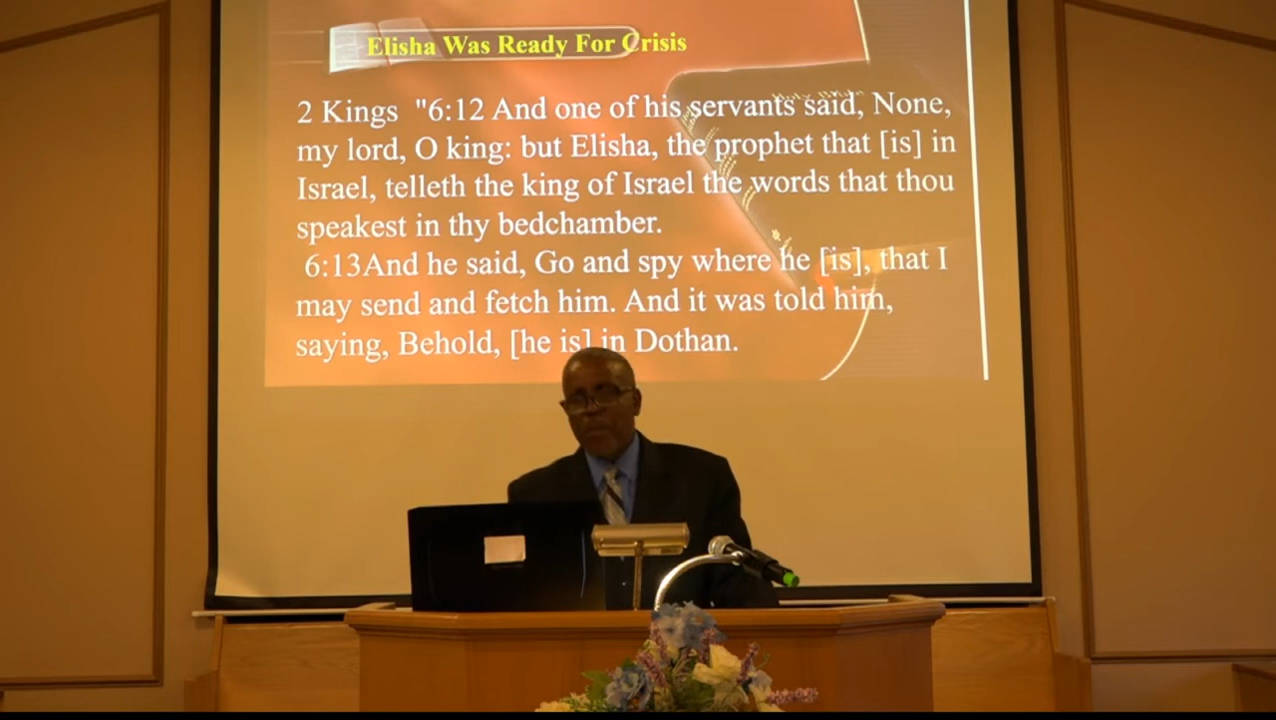 Elisha Was Ready For Crisis
2 Kings "6:12 And one of his servants said, None,
my lord, O king: but Elisha, the prophet that [is] in
Israel, telleth the king of Israel the words that thou
speakest in thy bedchamber.
6:13And he said, Go and spy where he [is], that I
may send and fetch him. And it was told him,
saying, Behold, [he is] in Dothan.